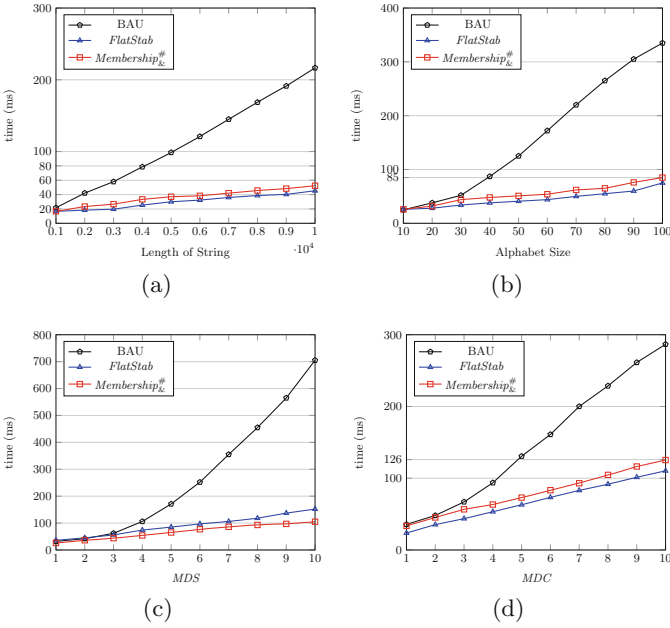 300
200
100
80
60
40
20
0
time (ms)
BAU
FlatStab
Membership#&
0.1 0.2 0.3 0.4 0.5 0.6 0.7 0.8 0.9 1
Length of String
·10⁴
(a)
400
300
200
100
85
0
time (ms)
BAU
FlatStab
Membership#&
10 20 30 40 50 60 70 80 90 100
Alphabet Size
(b)
800
700
600
500
400
300
200
100
0
time (ms)
BAU
FlatStab
Membership#&
1 2 3 4 5 6 7 8 9 10
MDS
(c)
300
200
126
100
0
time (ms)
BAU
FlatStab
Membership#&
1 2 3 4 5 6 7 8 9 10
MDC
(d)